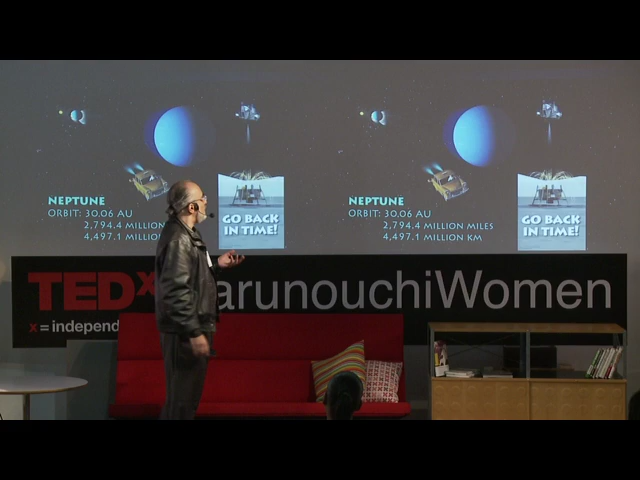 NEPTUNE
ORBIT: 30.06 AU
2,794.4 MILLION
4,497.1 MILLION
GO BACK
IN TIME!
NEPTUNE
ORBIT: 30.06 AU
2,794.4 MILLION MILES
4,497.1 MILLION KM
GO BACK
IN TIME!
TEDx arunouchiWomen
x = independ